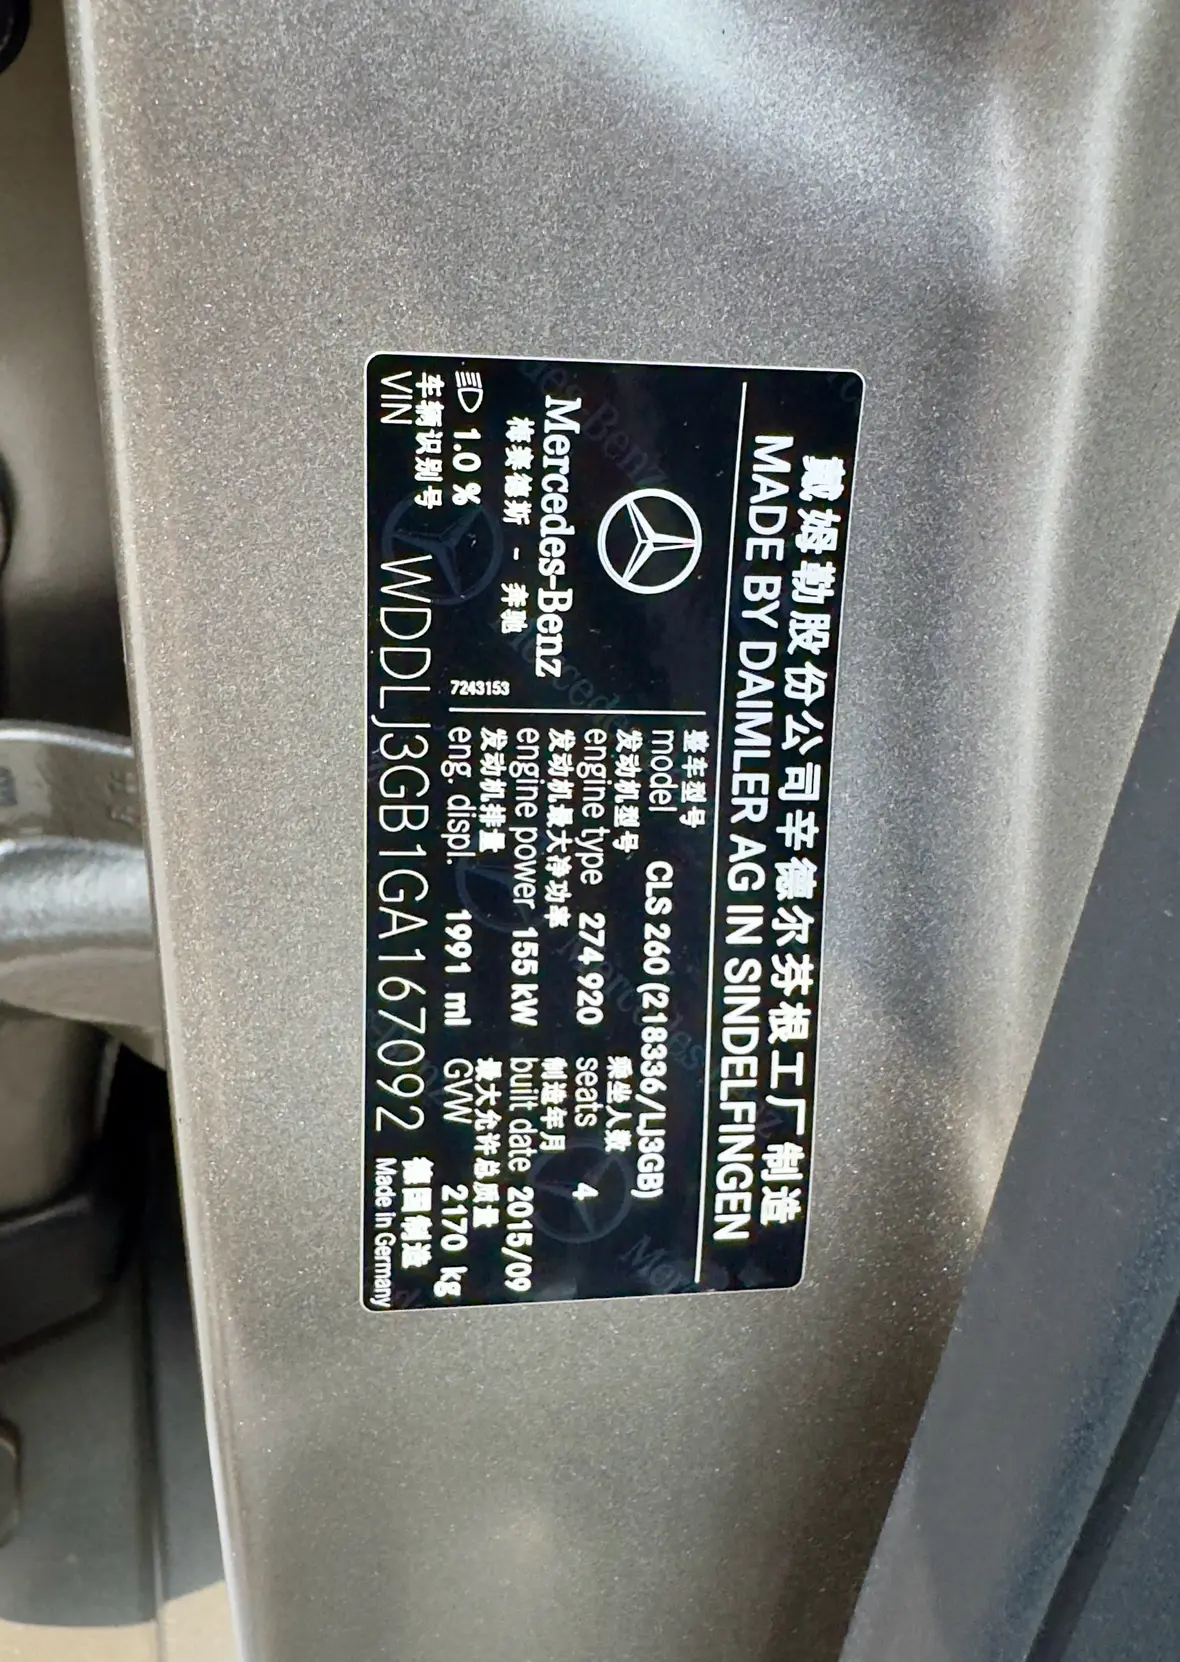 戴姆勒股份公司辛德尔芬根工厂制造
MADE BY DAIMLER AG IN SINDELFINGEN
Mercedes-Benz
梅赛德斯 - 奔驰
7243153
整车型号
model CLS 260 (218336/LJ3GB)
发动机型号 乘坐人数
engine type 274 920 seats 4
发动机最大净功率 制造年月
engine power 155 kW built date 2015/09
发动机排量 最大允许总质量
eng. displ. 1991 ml GVW 2170 kg
1.0 %
车辆识别号 德国制造
VIN WDDLJ3GB1GA167092 Made in Germany